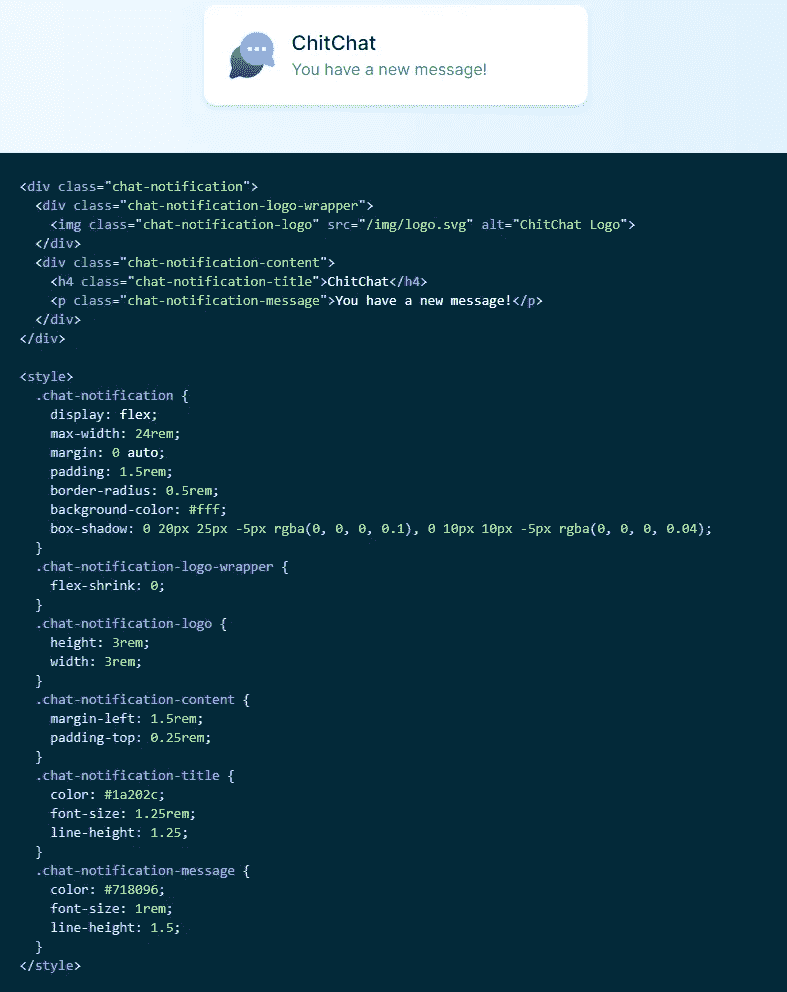 ChitChat
You have a new message!
<div class="chat-notification">
  <div class="chat-notification-logo-wrapper">
    <img class="chat-notification-logo" src="/img/logo.svg" alt="ChitChat Logo">
  </div>
  <div class="chat-notification-content">
    <h4 class="chat-notification-title">ChitChat</h4>
    <p class="chat-notification-message">You have a new message!</p>
  </div>
</div>
<style>
  .chat-notification {
    display: flex;
    max-width: 24rem;
    margin: 0 auto;
    padding: 1.5rem;
    border-radius: 0.5rem;
    background-color: #fff;
    box-shadow: 0 20px 25px -5px rgba(0, 0, 0, 0.1), 0 10px 10px -5px rgba(0, 0, 0, 0.04);
  }
  .chat-notification-logo-wrapper {
    flex-shrink: 0;
  }
  .chat-notification-logo {
    height: 3rem;
    width: 3rem;
  }
  .chat-notification-content {
    margin-left: 1.5rem;
    padding-top: 0.25rem;
  }
  .chat-notification-title {
    color: #1a202c;
    font-size: 1.25rem;
    line-height: 1.25;
  }
  .chat-notification-message {
    color: #718096;
    font-size: 1rem;
    line-height: 1.5;
  }
</style>